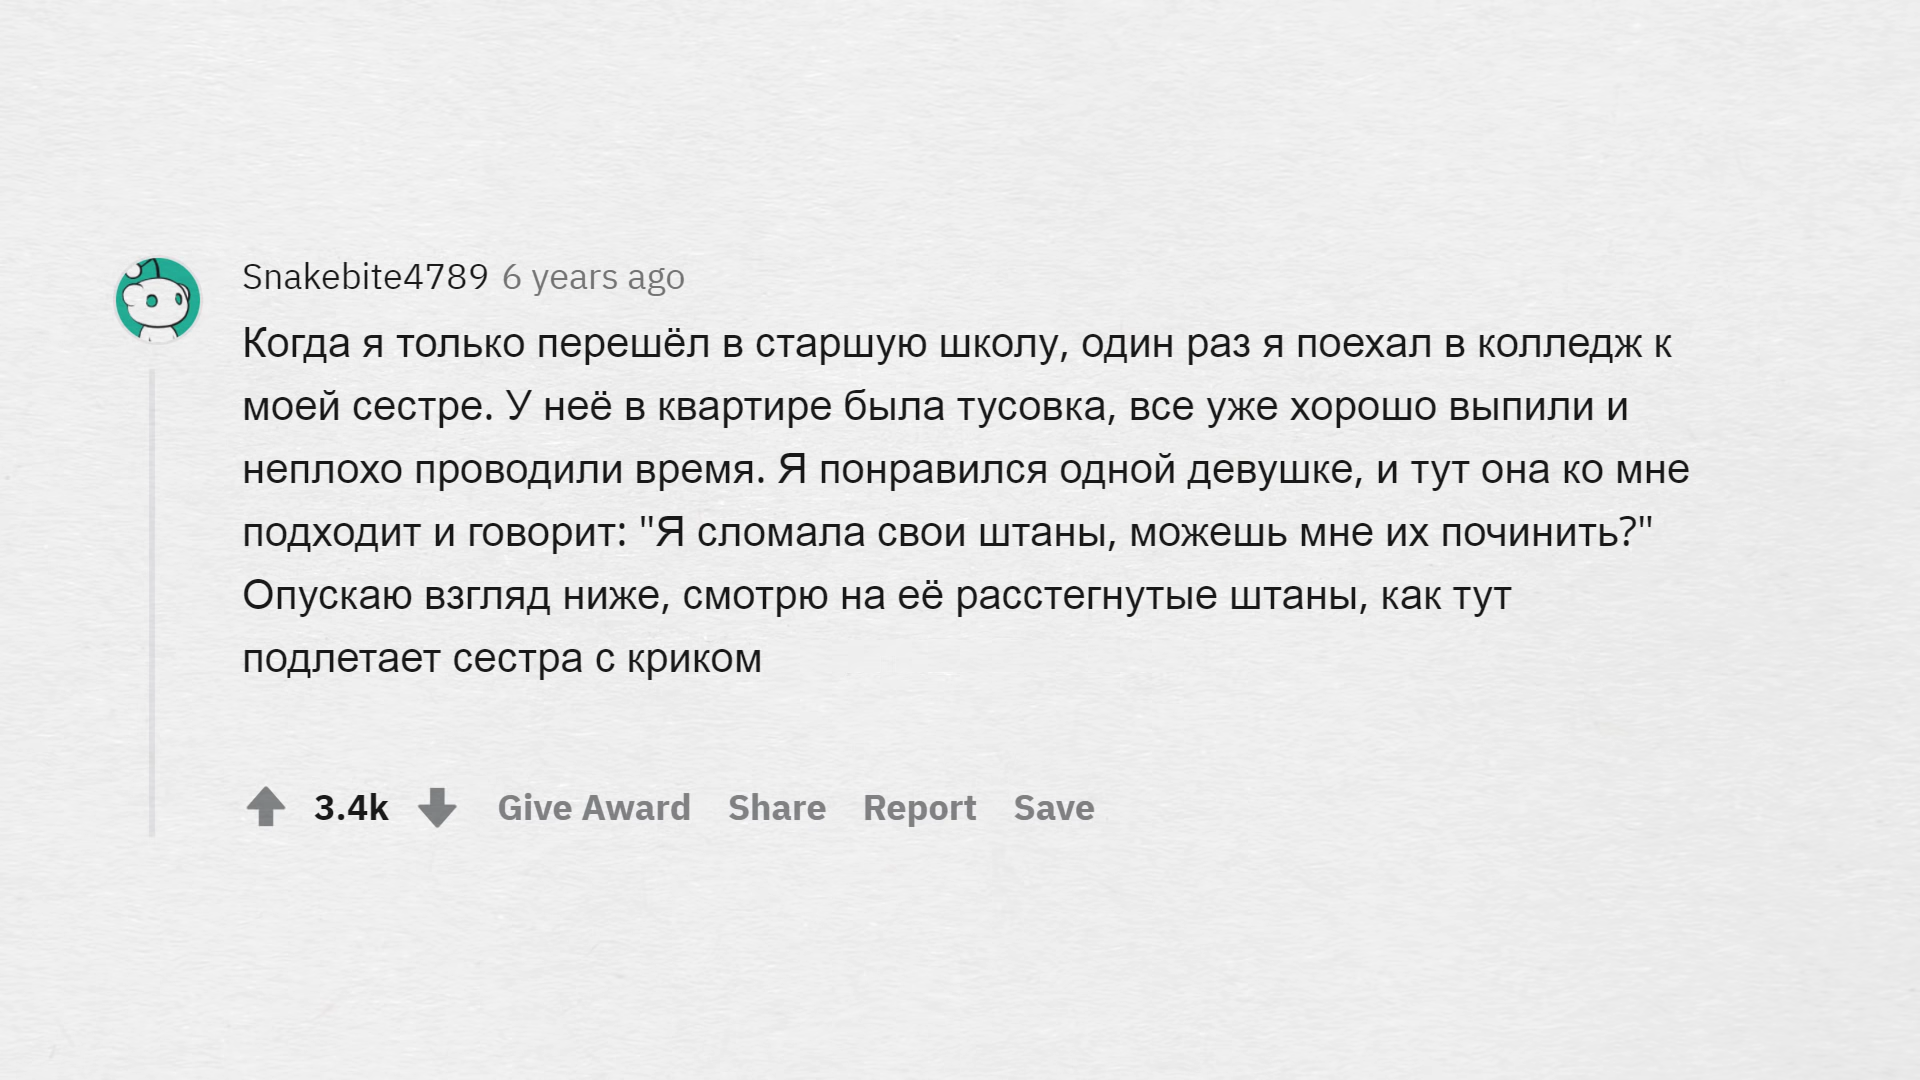 Snakebite4789 6 years ago
Когда я только перешёл в старшую школу, один раз я поехал в колледж к
моей сестре. У неё в квартире была тусовка, все уже хорошо выпили и
неплохо проводили время. Я понравился одной девушке, и тут она ко мне
подходит и говорит: "Я сломала свои штаны, можешь мне их починить?"
Опускаю взгляд ниже, смотрю на её расстегнутые штаны, как тут
подлетает сестра с криком
3.4k Give Award Share Report Save